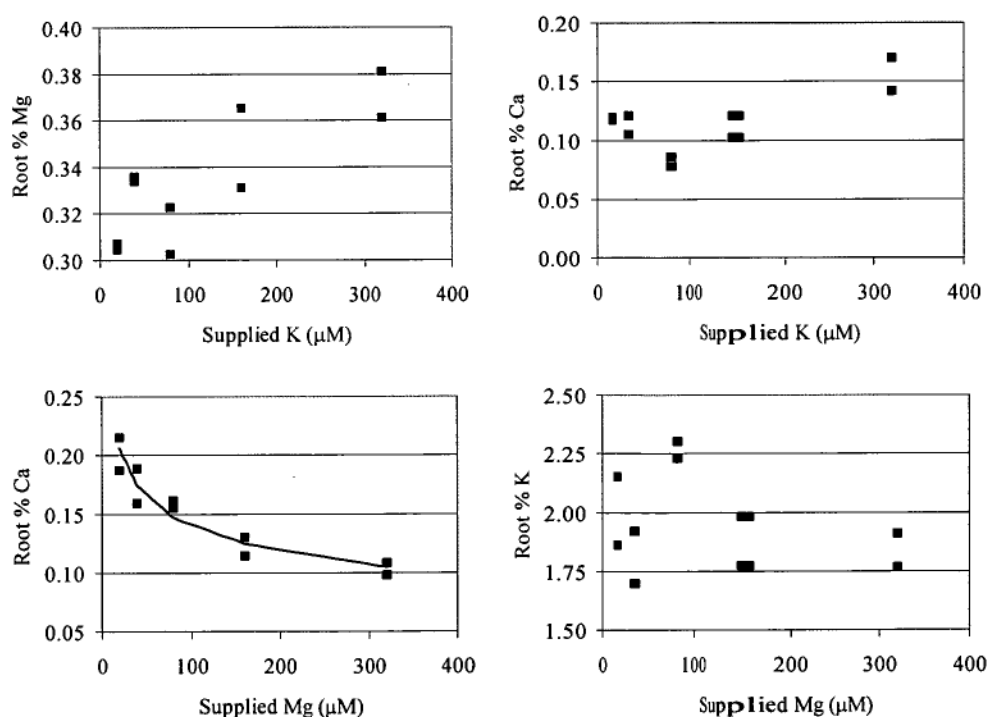 Root % Mg
0.40
0.38
0.36
0.34
0.32
0.30
0 100 200 300 400
Supplied K (μM)
Root % Ca
0.20
0.15
0.10
0.05
0.00
0 100 200 300 400
Supplied K (μM)
Root % Ca
0.25
0.20
0.15
0.10
0.05
0 100 200 300 400
Supplied Mg (μM)
Root % K
2.50
2.25
2.00
1.75
1.50
0 100 200 300 400
Supplied Mg (μM)